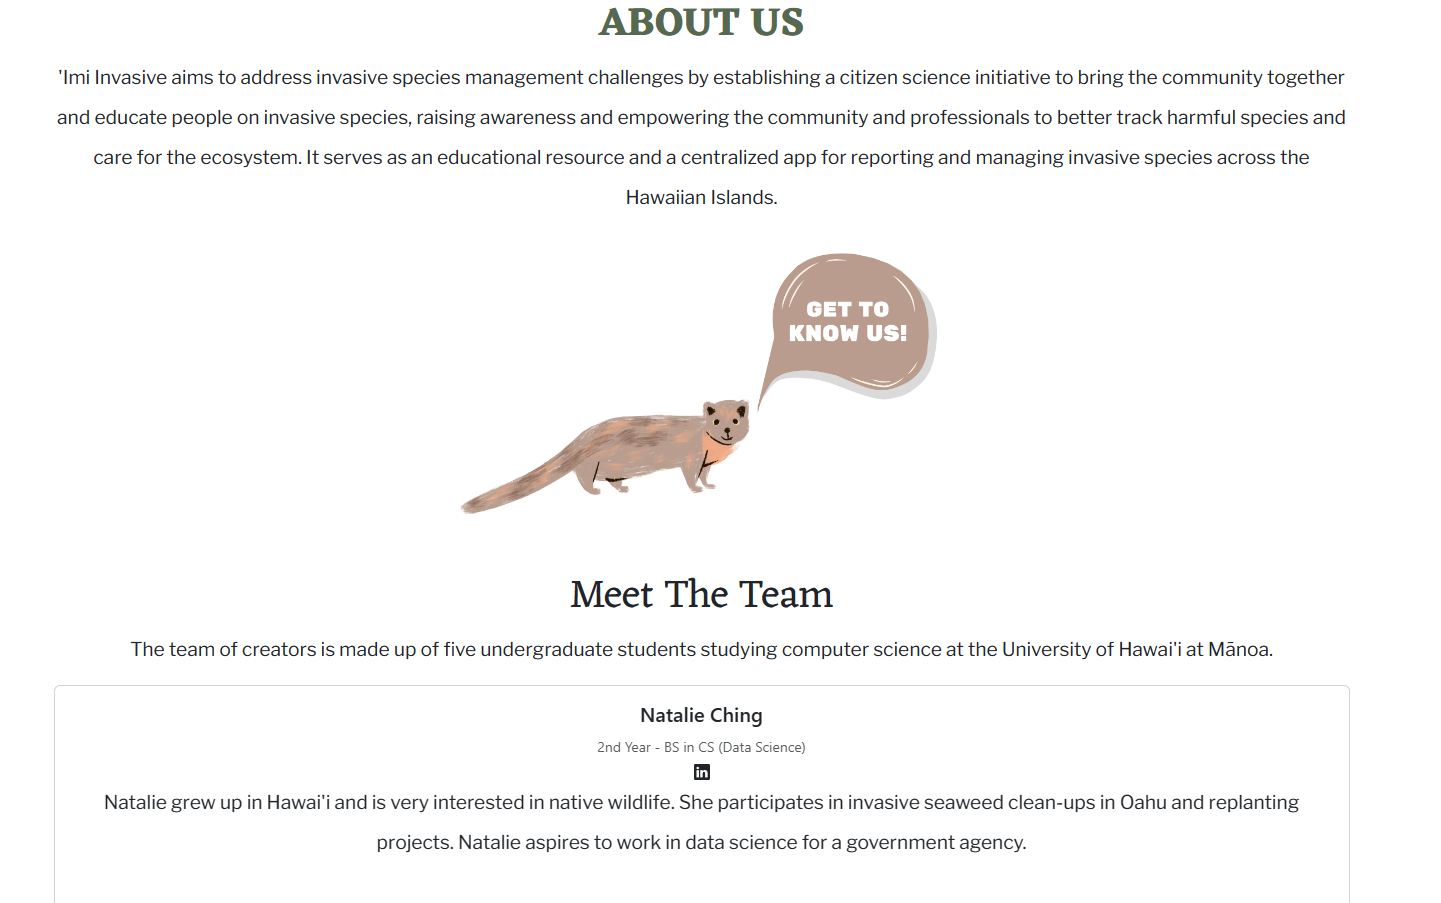 ABOUT US
'Imi Invasive aims to address invasive species management challenges by establishing a citizen science initiative to bring the community together
and educate people on invasive species, raising awareness and empowering the community and professionals to better track harmful species and
care for the ecosystem. It serves as an educational resource and a centralized app for reporting and managing invasive species across the
Hawaiian Islands.
GET TO
KNOW US!
Meet The Team
The team of creators is made up of five undergraduate students studying computer science at the University of Hawai'i at Mānoa.
Natalie Ching
2nd Year - BS in CS (Data Science)
in
Natalie grew up in Hawai'i and is very interested in native wildlife. She participates in invasive seaweed clean-ups in Oahu and replanting
projects. Natalie aspires to work in data science for a government agency.